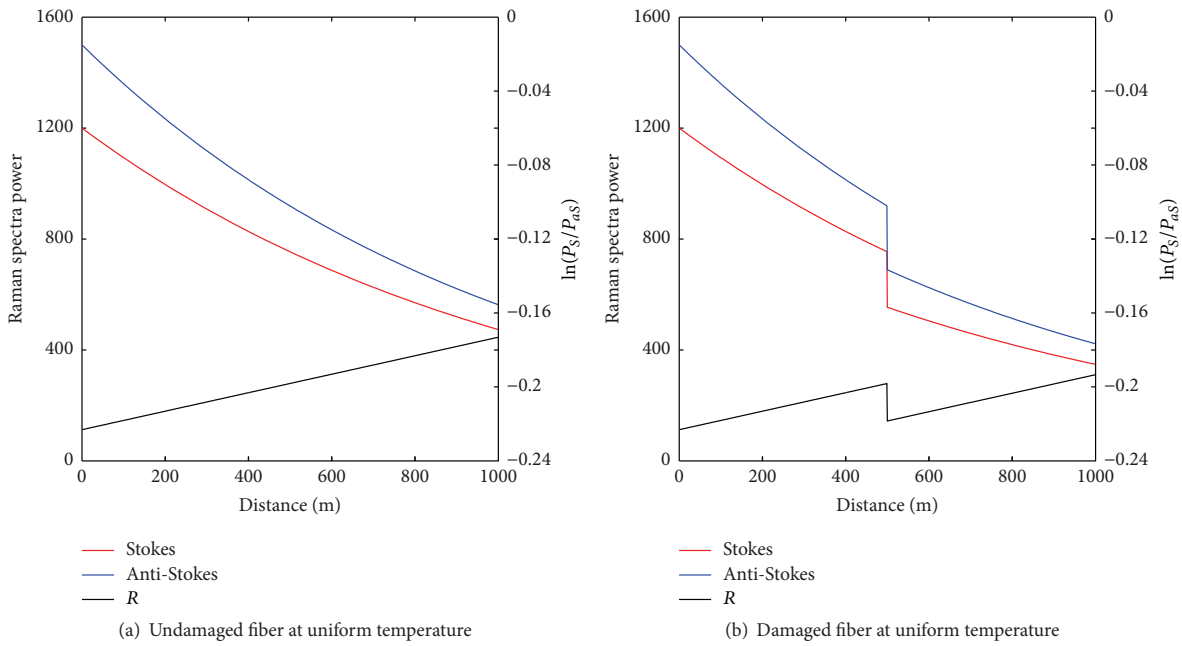 1600
1200
800
400
0
Raman spectra power
0
−0.04
−0.08
−0.12
−0.16
−0.2
−0.24
ln(P_S/P_aS)
0 200 400 600 800 1000
Distance (m)
Stokes
Anti-Stokes
R
(a) Undamaged fiber at uniform temperature
1600
1200
800
400
0
Raman spectra power
0
−0.04
−0.08
−0.12
−0.16
−0.2
−0.24
ln(P_S/P_aS)
0 200 400 600 800 1000
Distance (m)
Stokes
Anti-Stokes
R
(b) Damaged fiber at uniform temperature